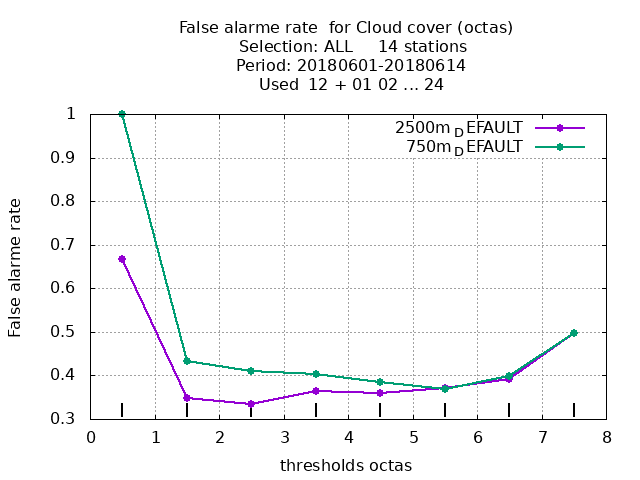 False alarme rate  for Cloud cover (octas)
Selection: ALL     14 stations
Period: 20180601-20180614
Used  12 + 01 02 ... 24
2500m_DEFAULT
750m_DEFAULT
1
0.9
0.8
0.7
0.6
0.5
0.4
0.3
False alarme rate
0 1 2 3 4 5 6 7 8
thresholds octas